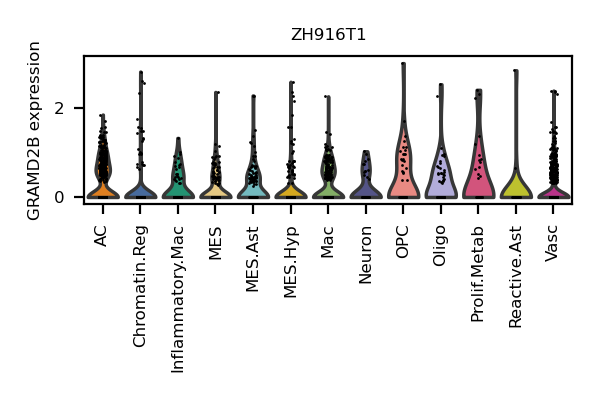 ZH916T1
GRAMD2B expression
2
0
AC
Chromatin.Reg
Inflammatory.Mac
MES
MES.Ast
MES.Hyp
Mac
Neuron
OPC
Oligo
Prolif.Metab
Reactive.Ast
Vasc